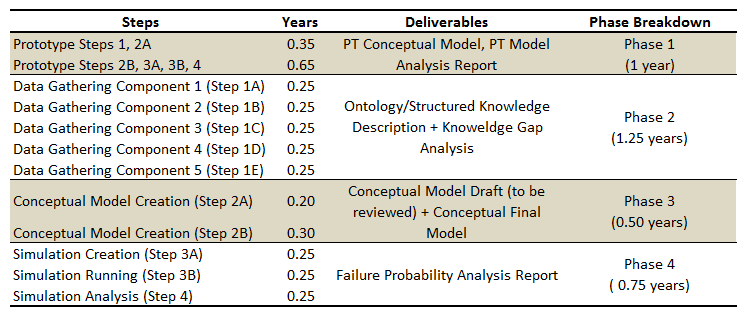 Steps Years Deliverables Phase Breakdown
Prototype Steps 1, 2A 0.35 PT Conceptual Model, PT Model Phase 1
Prototype Steps 2B, 3A, 3B, 4 0.65 Analysis Report (1 year)
Data Gathering Component 1 (Step 1A) 0.25
Data Gathering Component 2 (Step 1B) 0.25 Ontology/Structured Knowledge Phase 2
Data Gathering Component 3 (Step 1C) 0.25 Description + Knoweldge Gap (1.25 years)
Data Gathering Component 4 (Step 1D) 0.25 Analysis
Data Gathering Component 5 (Step 1E) 0.25
Conceptual Model Creation (Step 2A) 0.20 Conceptual Model Draft (to be Phase 3
reviewed) + Conceptual Final (0.50 years)
Conceptual Model Creation (Step 2B) 0.30 Model
Simulation Creation (Step 3A) 0.25 Phase 4
Simulation Running (Step 3B) 0.25 Failure Probability Analysis Report ( 0.75 years)
Simulation Analysis (Step 4) 0.25